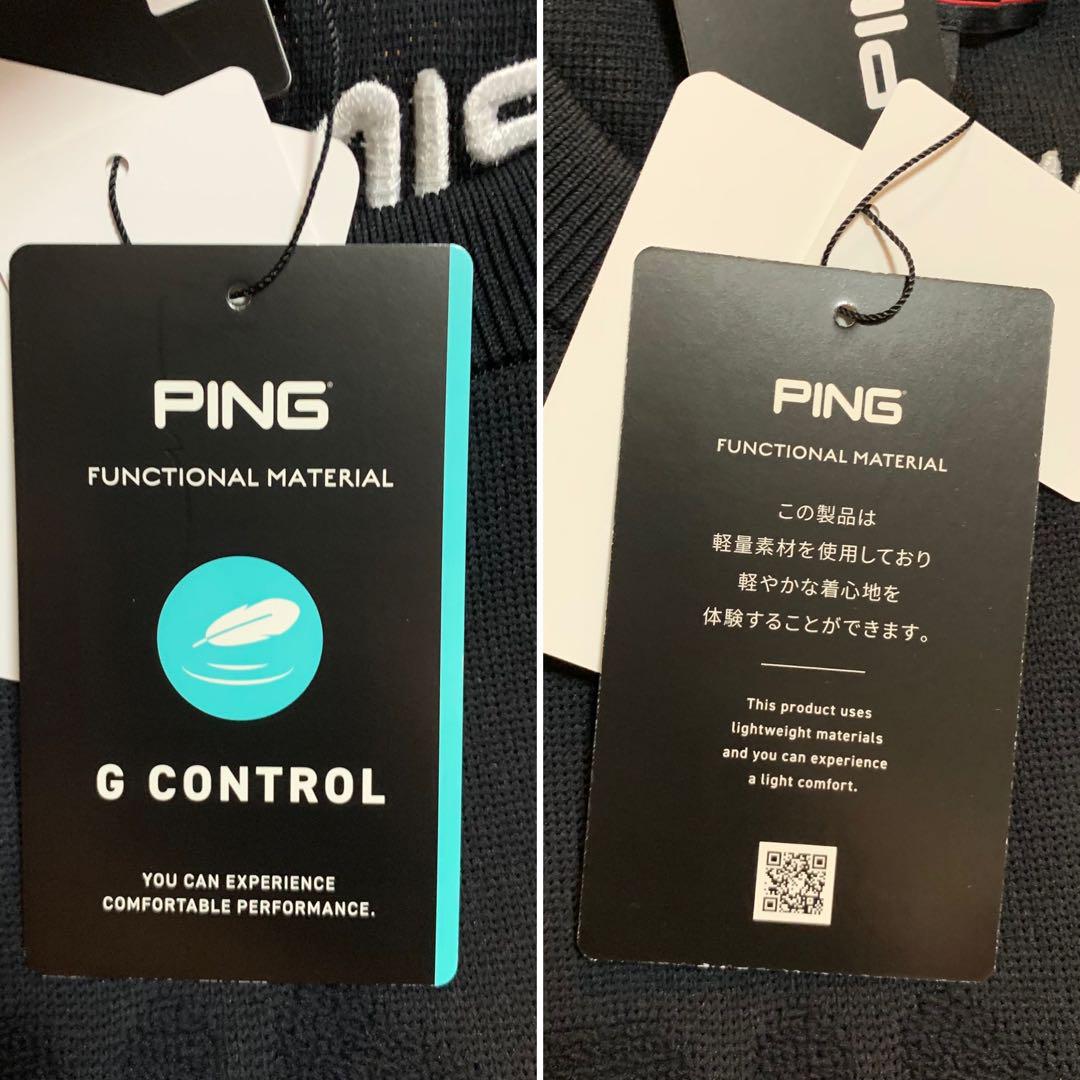 PING
FUNCTIONAL MATERIAL
G CONTROL
YOU CAN EXPERIENCE
COMFORTABLE PERFORMANCE.
PING
FUNCTIONAL MATERIAL
この製品は
軽量素材を使用しており
軽やかな着心地を
体験することができます。
This product uses
lightweight materials
and you can experience
a light comfort.